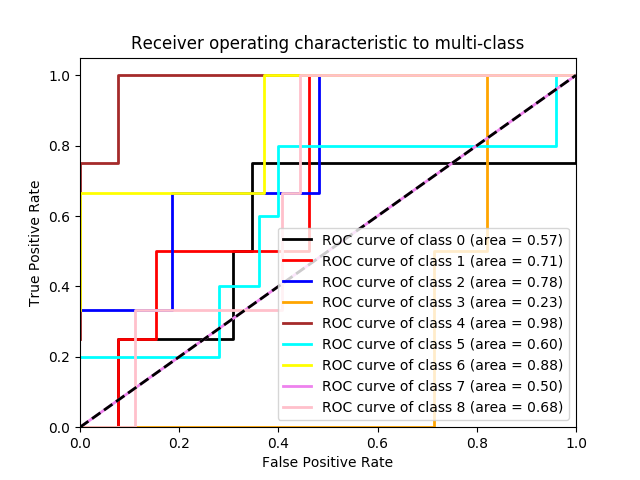 Receiver operating characteristic to multi-class
True Positive Rate
1.0
0.8
0.6
0.4
0.2
0.0
ROC curve of class 0 (area = 0.57)
ROC curve of class 1 (area = 0.71)
ROC curve of class 2 (area = 0.78)
ROC curve of class 3 (area = 0.23)
ROC curve of class 4 (area = 0.98)
ROC curve of class 5 (area = 0.60)
ROC curve of class 6 (area = 0.88)
ROC curve of class 7 (area = 0.50)
ROC curve of class 8 (area = 0.68)
0.0 0.2 0.4 0.6 0.8 1.0
False Positive Rate